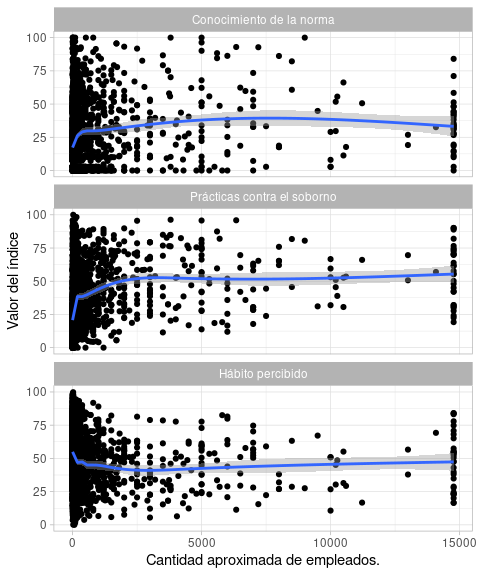 Conocimiento de la norma
100
75
50
25
0
Prácticas contra el soborno
100
75
50
25
0
Hábito percibido
100
75
50
25
0
0 5000 10000 15000
Cantidad aproximada de empleados.
Valor del índice